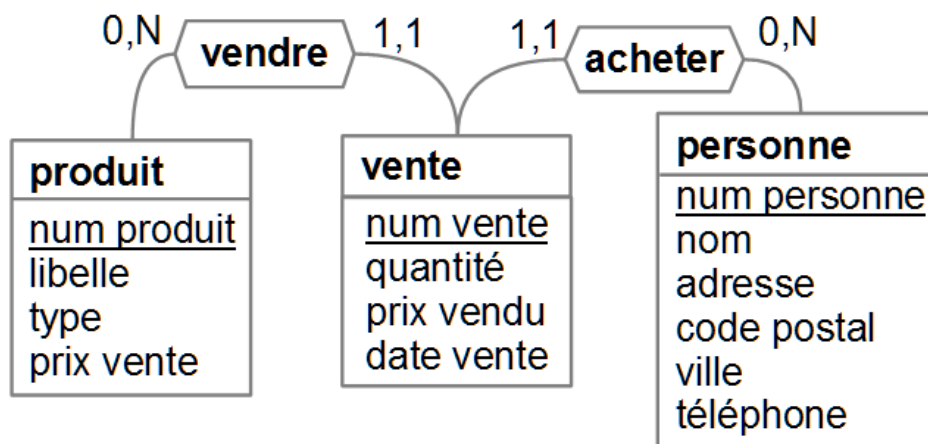 0,N
vendre
1,1
1,1
acheter
0,N
produit
num produit
libelle
type
prix vente
vente
num vente
quantité
prix vendu
date vente
personne
num personne
nom
adresse
code postal
ville
téléphone